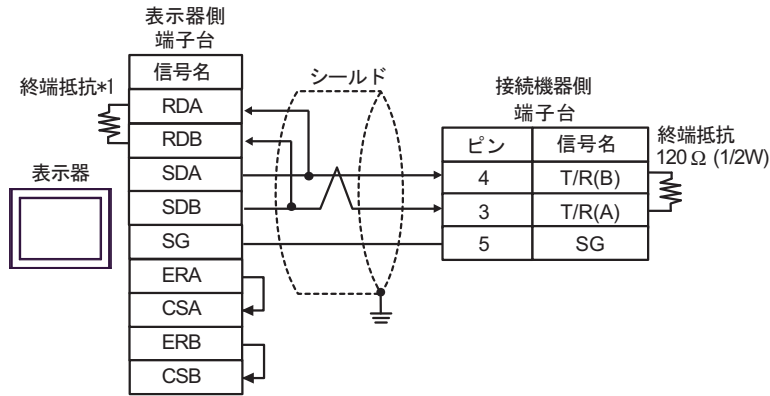 表示器側
端子台
信号名
終端抵抗*1
RDA
RDB
表示器
SDA
SDB
SG
ERA
CSA
ERB
CSB
シールド
接続機器側
端子台
ピン 信号名
4 T/R(B)
3 T/R(A)
5 SG
終端抵抗
120 Ω (1/2W)